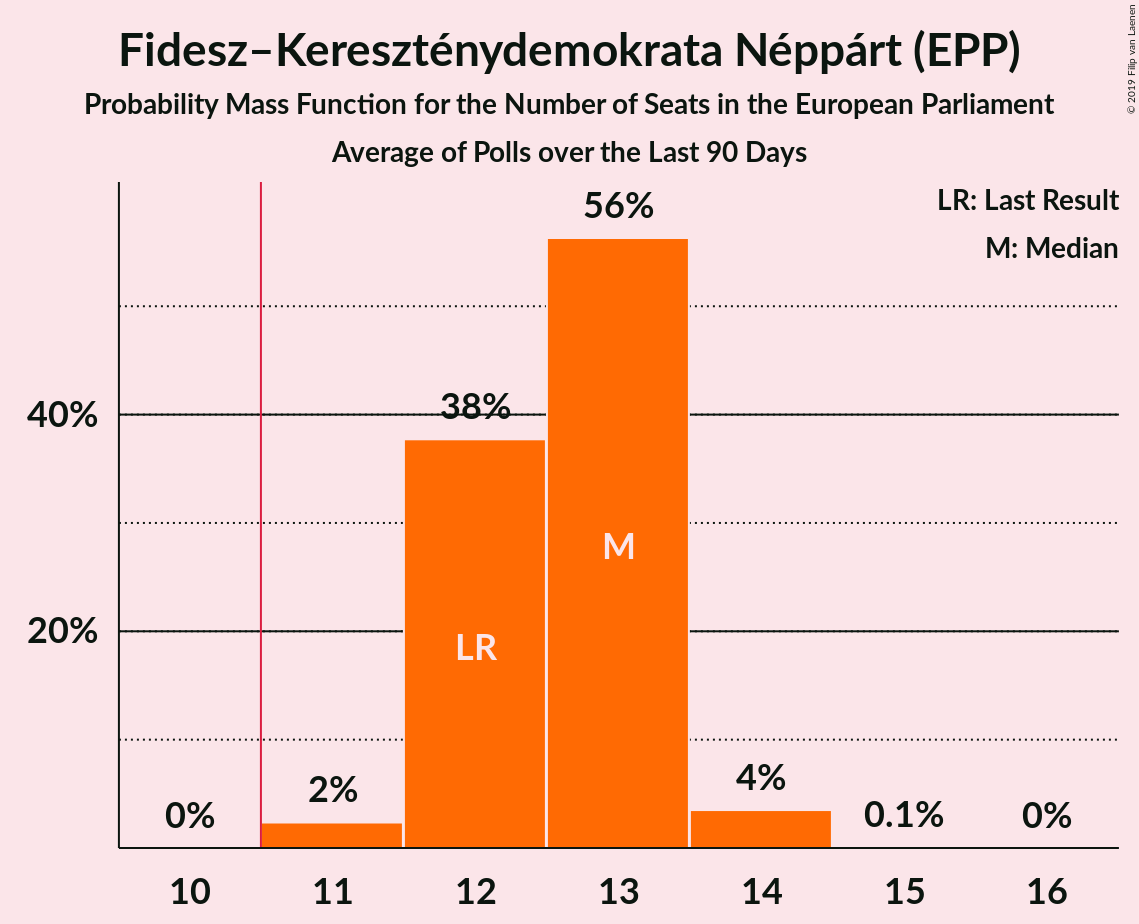 Fidesz–Kereszténydemokrata Néppárt (EPP)
Probability Mass Function for the Number of Seats in the European Parliament
Average of Polls over the Last 90 Days
© 2019 Filip van Laenen
LR: Last Result
M: Median
56%
40%
38%
M
20%
LR
0%
2%
4%
0.1%
0%
10 11 12 13 14 15 16